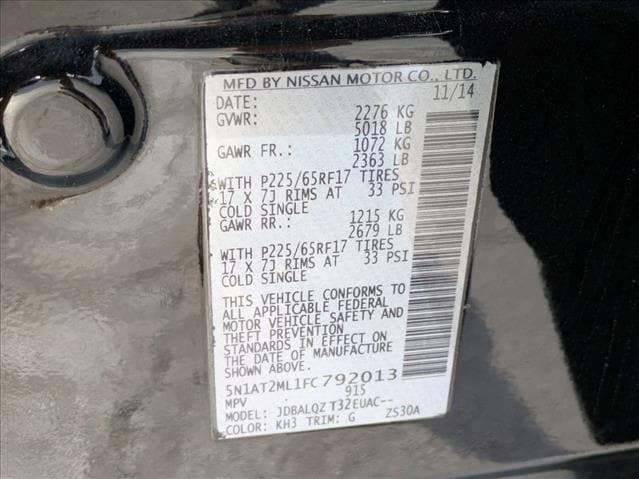 MFD BY NISSAN MOTOR CO., LTD.
DATE: 11/14
GVWR: 2276 KG
5018 LB
GAWR FR.: 1072 KG
2363 LB
WITH P225/65RF17 TIRES
17 X 7J RIMS AT 33 PSI
COLD SINGLE
GAWR RR.: 1215 KG
2679 LB
WITH P225/65RF17 TIRES
17 X 7J RIMS AT 33 PSI
COLD SINGLE
THIS VEHICLE CONFORMS TO
ALL APPLICABLE FEDERAL
MOTOR VEHICLE SAFETY AND
THEFT PREVENTION
STANDARDS IN EFFECT ON
THE DATE OF MANUFACTURE
SHOWN ABOVE.
5N1AT2ML1FC792013
MPV 915
MODEL: JDBALQZ T32EUAC--
COLOR: KH3 TRIM: G ZS30A